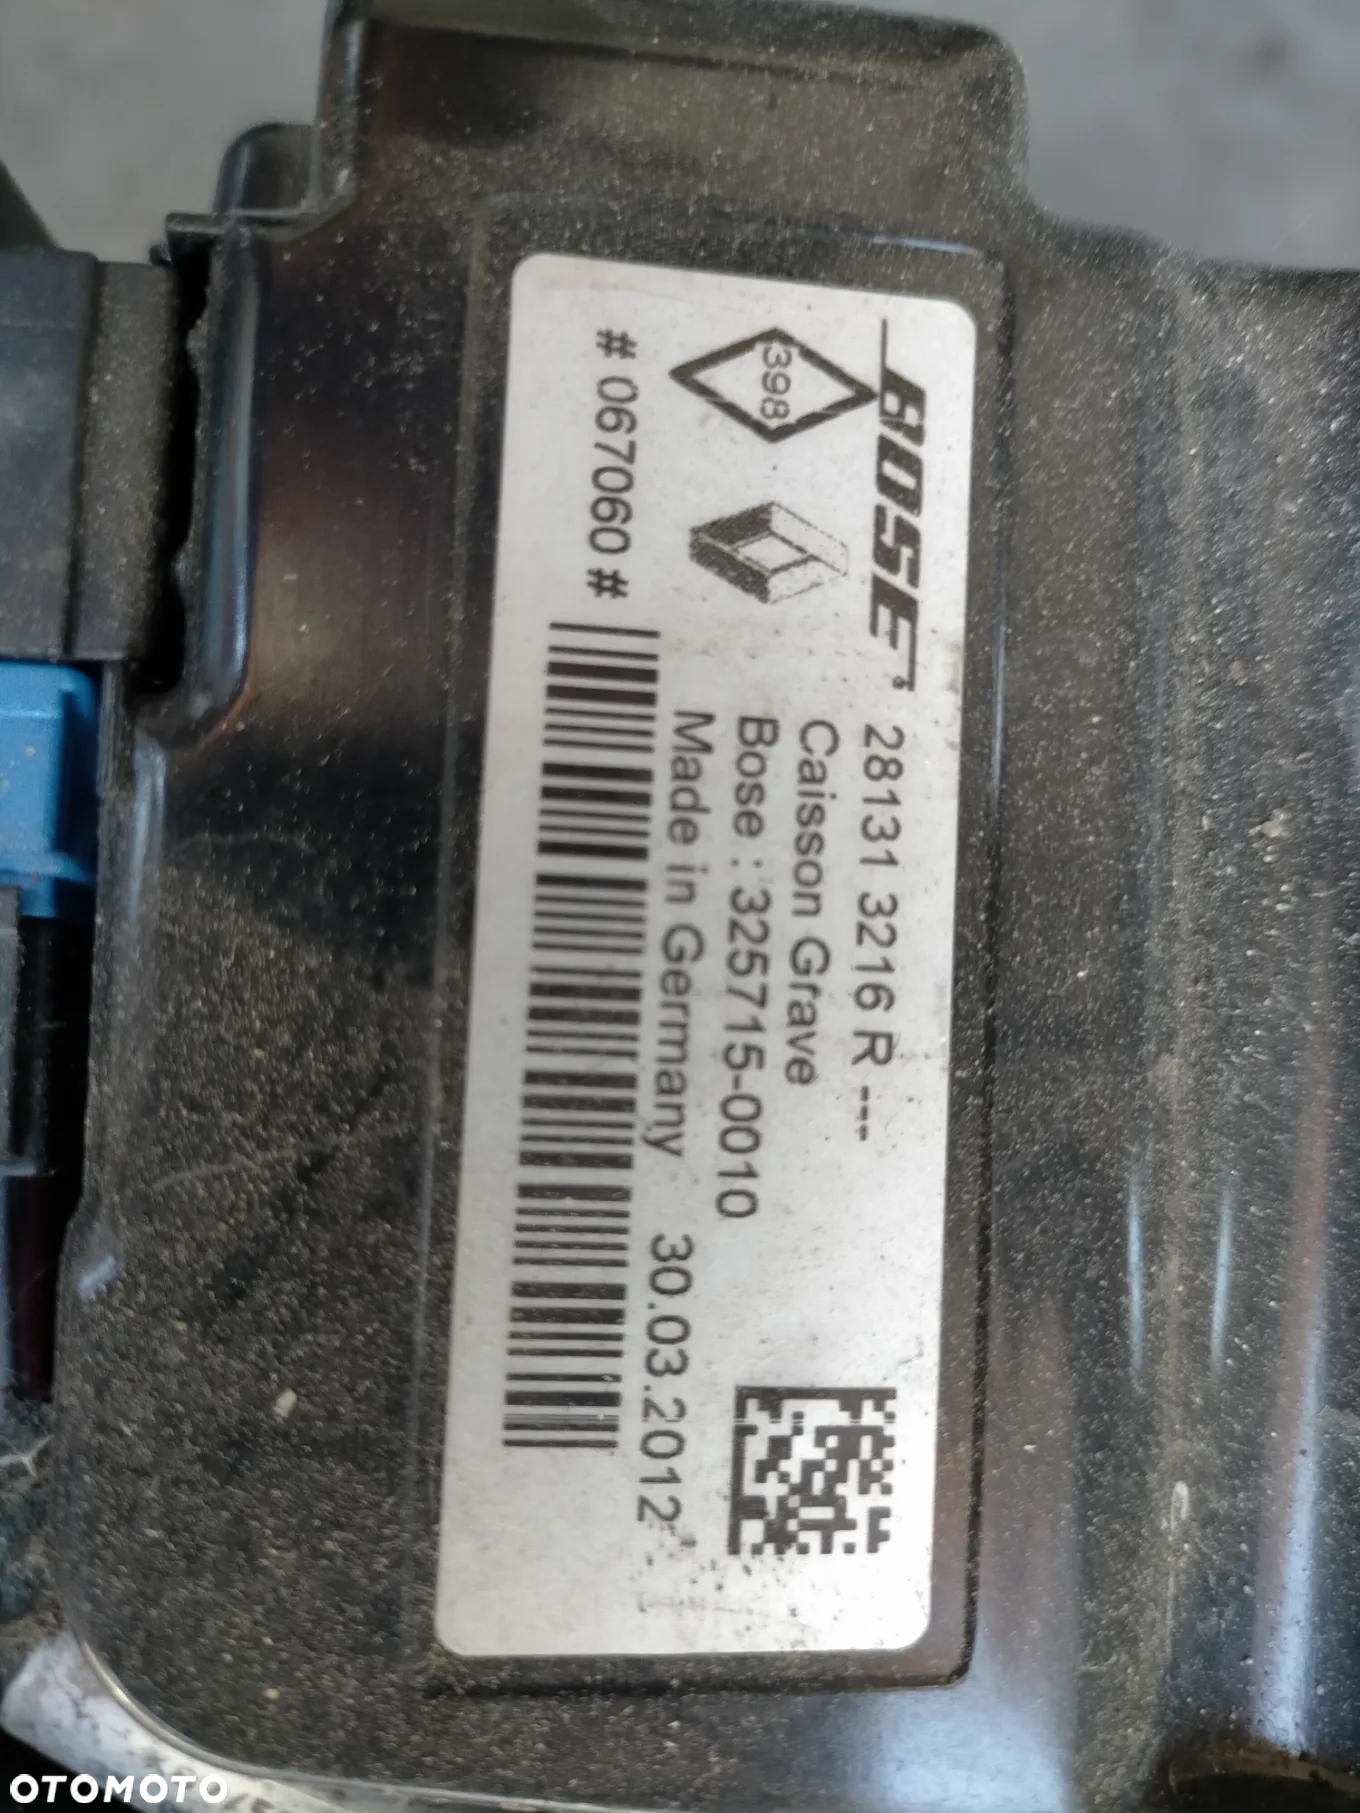 BOSE
28131 3216 R ---
Caisson Grave
Bose : 325715-0010
Made in Germany 30.03.2012
398
# 067060 #
OTOMOTO